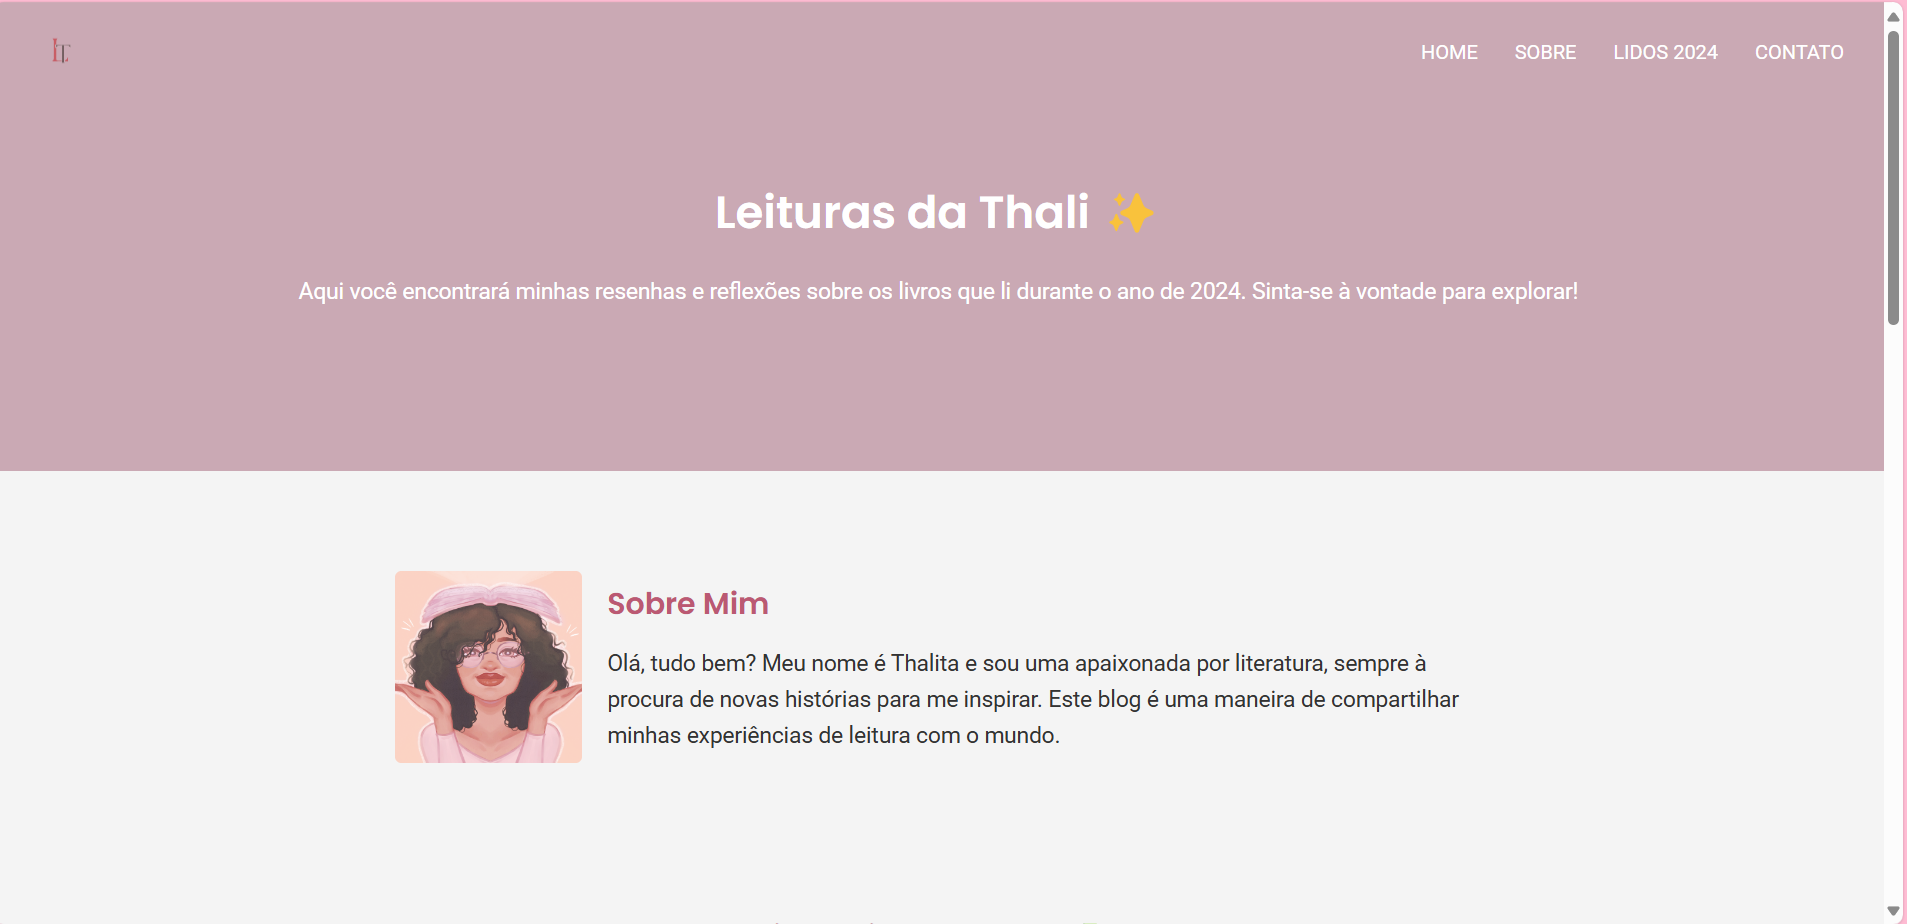 LT
HOME SOBRE LIDOS 2024 CONTATO
Leituras da Thali ✨
Aqui você encontrará minhas resenhas e reflexões sobre os livros que li durante o ano de 2024. Sinta-se à vontade para explorar!
Sobre Mim
Olá, tudo bem? Meu nome é Thalita e sou uma apaixonada por literatura, sempre à
procura de novas histórias para me inspirar. Este blog é uma maneira de compartilhar
minhas experiências de leitura com o mundo.